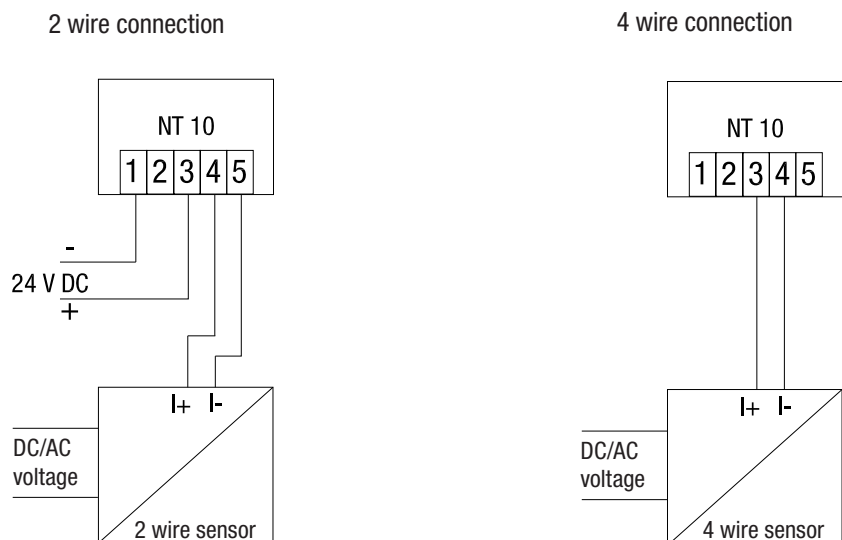 2 wire connection
NT 10
1 2 3 4 5
-
24 V DC
+
I+ I-
DC/AC
voltage
2 wire sensor
4 wire connection
NT 10
1 2 3 4 5
I+ I-
DC/AC
voltage
4 wire sensor